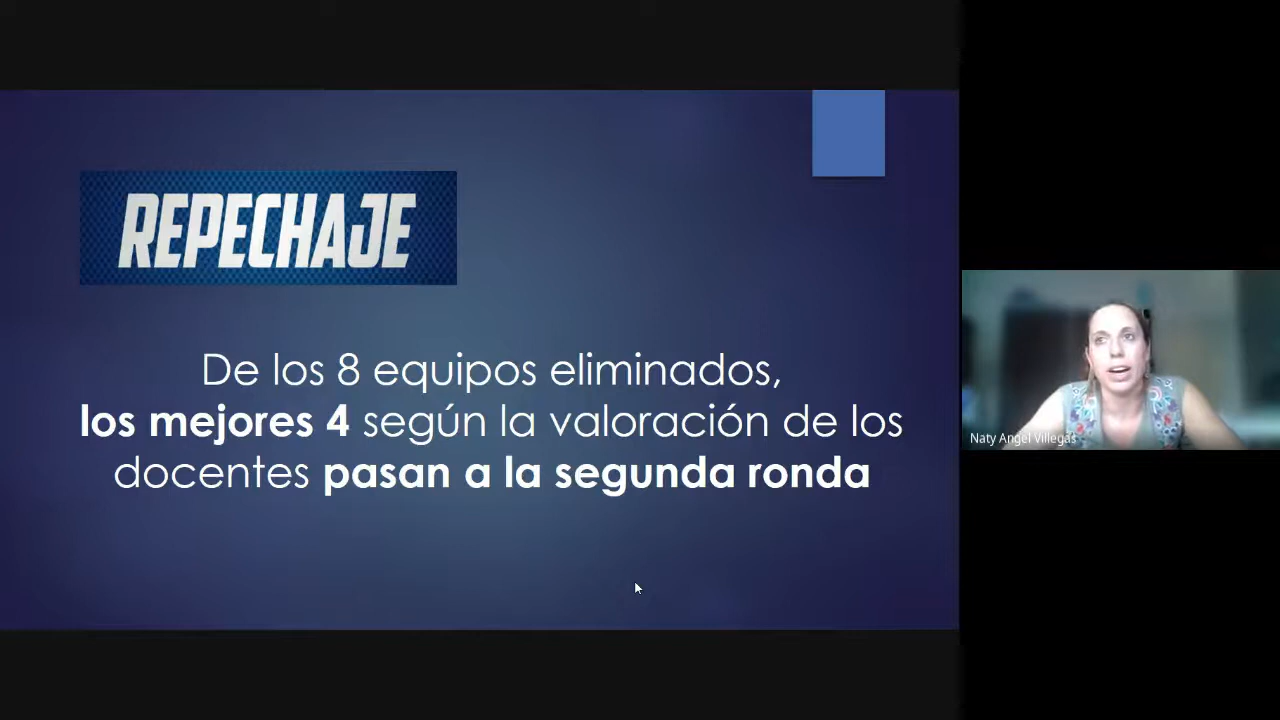 REPECHAJE
De los 8 equipos eliminados,
los mejores 4 según la valoración de los
docentes pasan a la segunda ronda
Naty Angel Villegas